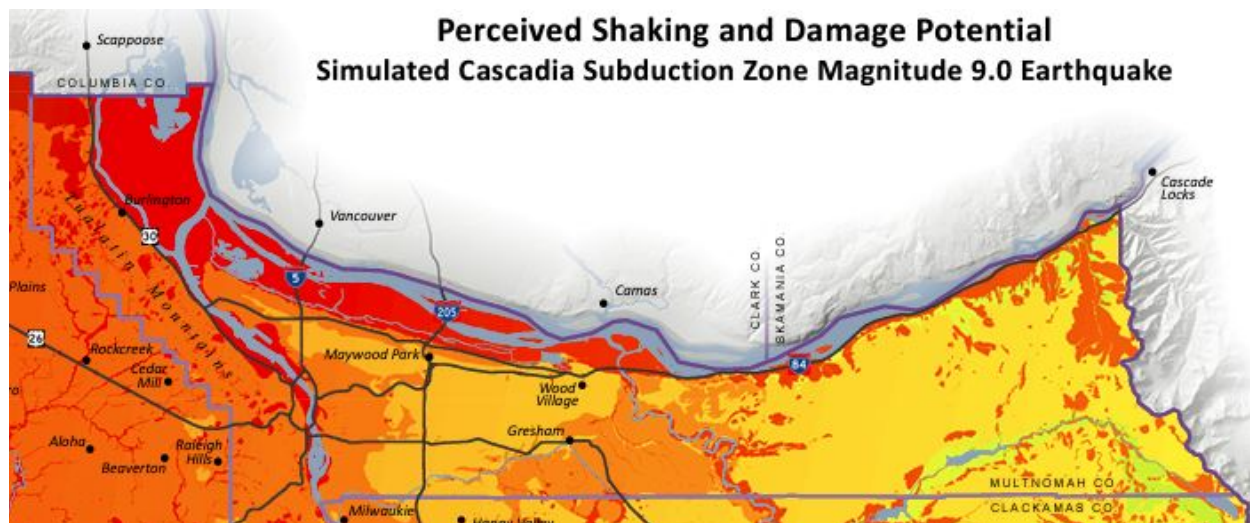 Perceived Shaking and Damage Potential
Simulated Cascadia Subduction Zone Magnitude 9.0 Earthquake
Scappoose
COLUMBIA CO.
Burlington
30
Vancouver
Cascade
Locks
Tualatin Mountains
5
Plains
Camas
CLARK CO.
SKAMANIA CO.
205
26
Rockcreek
Cedar
Mill
Maywood Park
84
Wood
Village
Aloha
Beaverton
Raleigh
Hills
Gresham
MULTNOMAH CO.
CLACKAMAS CO.
Milwaukie
Happy Valley